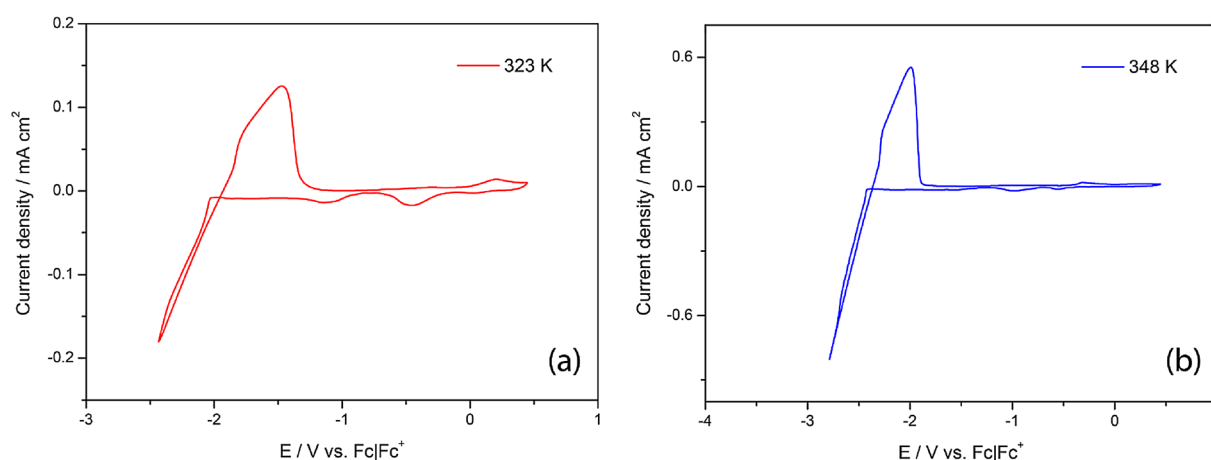 0.2
0.1
0.0
-0.1
-0.2
Current density / mA cm²
323 K
(a)
-3 -2 -1 0 1
E / V vs. Fc|Fc⁺
0.6
0.0
-0.6
Current density / mA cm²
348 K
(b)
-4 -3 -2 -1 0
E / V vs. Fc|Fc⁺